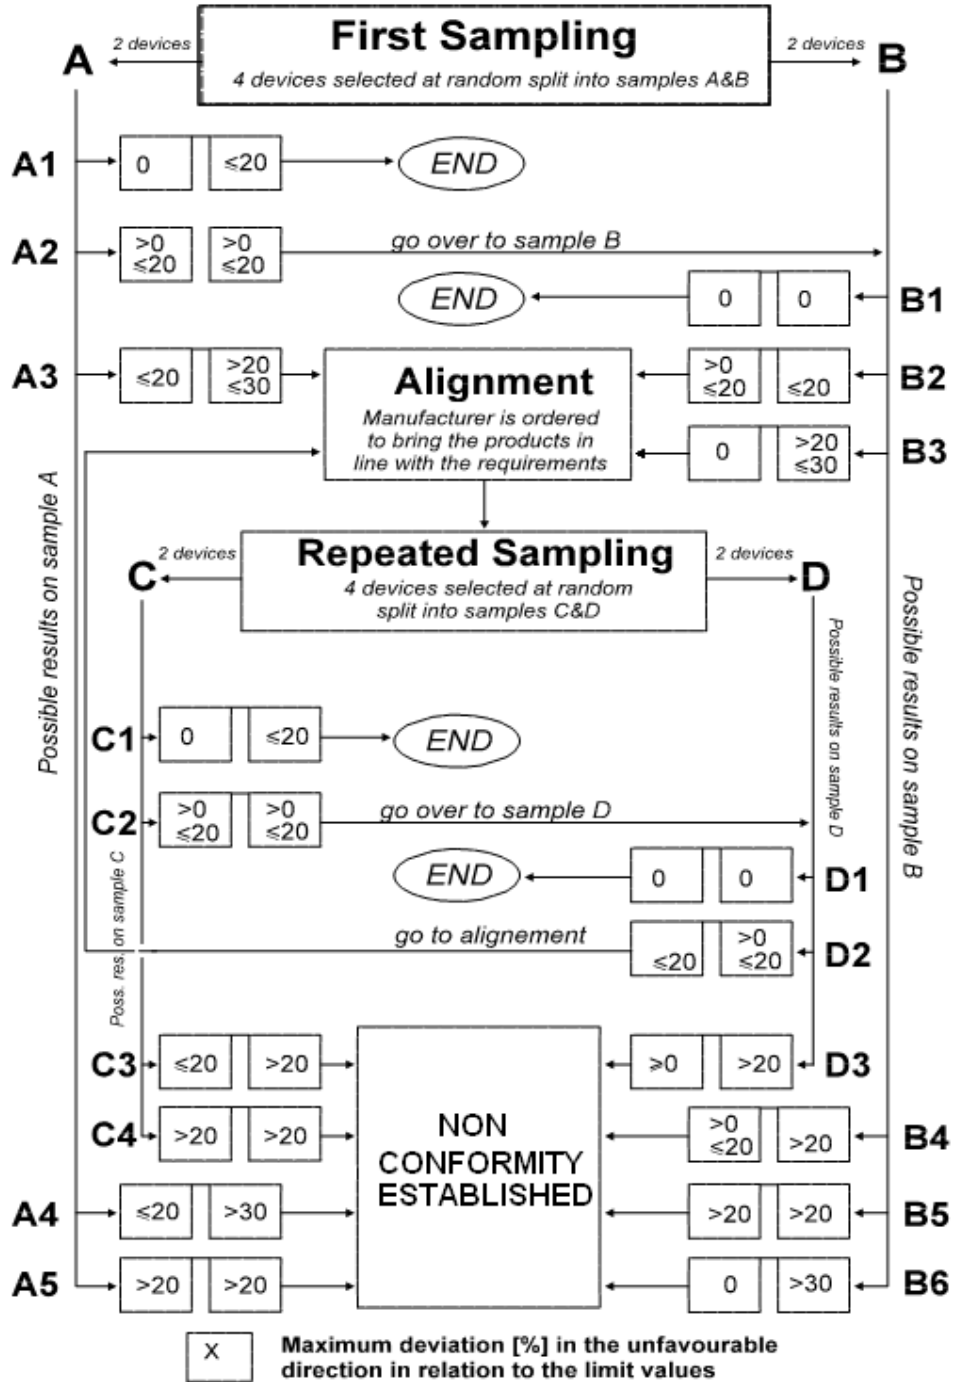 First Sampling
4 devices selected at random split into samples A&B
A
2 devices
2 devices
B
A1
0
≤20
END
A2
>0
≤20
>0
≤20
go over to sample B
END
0
0
B1
A3
≤20
>20
≤30
Alignment
Manufacturer is ordered
to bring the products in
line with the requirements
>0
≤20
≤20
B2
0
>20
≤30
B3
Possible results on sample A
Possible results on sample B
Repeated Sampling
4 devices selected at random
split into samples C&D
C
2 devices
2 devices
D
Possible results on sample D
C1
0
≤20
END
C2
>0
≤20
>0
≤20
go over to sample D
Poss. res. on sample C
END
0
0
D1
go to alignement
≤20
>0
≤20
D2
C3
≤20
>20
NON
CONFORMITY
ESTABLISHED
≥0
>20
D3
C4
>20
>20
>0
≤20
>20
B4
A4
≤20
>30
>20
>20
B5
A5
>20
>20
0
>30
B6
X
Maximum deviation [%] in the unfavourable
direction in relation to the limit values